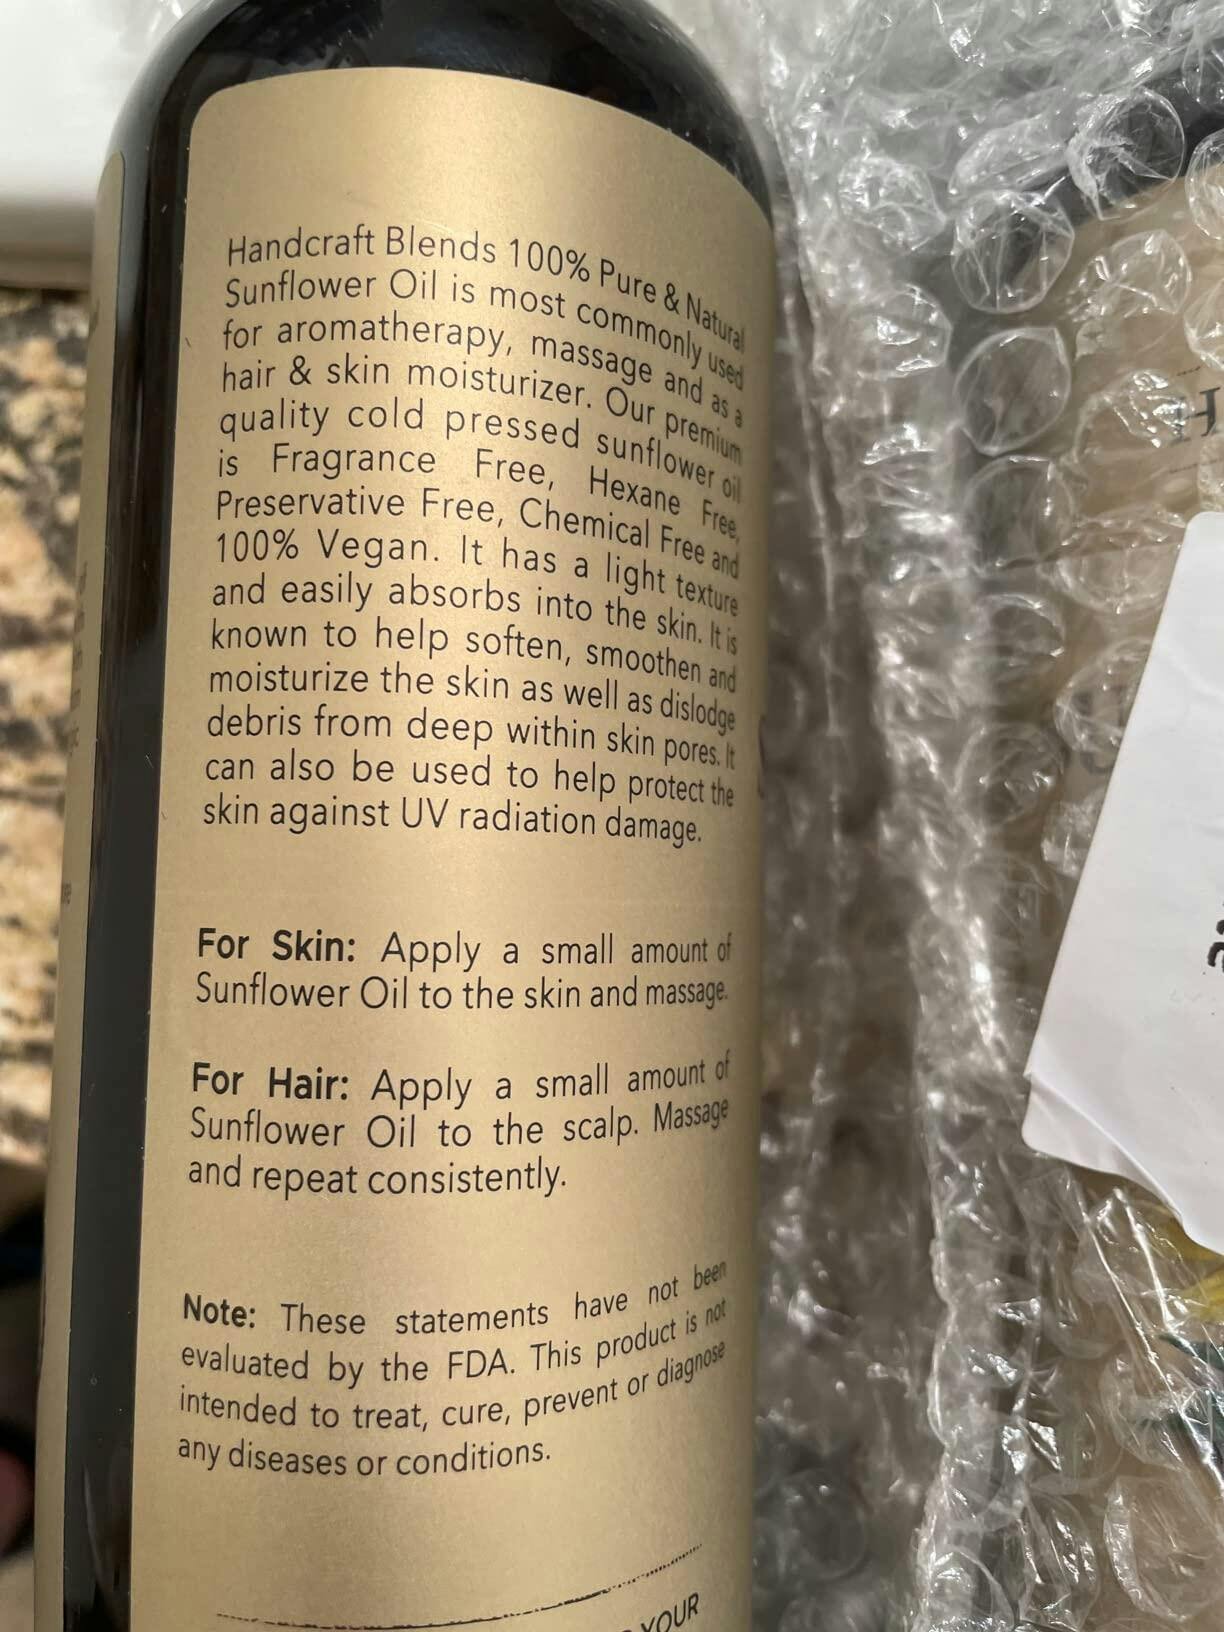 Handcraft Blends 100% Pure & Natural
Sunflower Oil is most commonly used
for aromatherapy, massage and as a
hair & skin moisturizer. Our premium
quality cold pressed sunflower oil
is Fragrance Free, Hexane Free,
Preservative Free, Chemical Free and
100% Vegan. It has a light texture
and easily absorbs into the skin. It is
known to help soften, smoothen and
moisturize the skin as well as dislodge
debris from deep within skin pores. It
can also be used to help protect the
skin against UV radiation damage.
For Skin: Apply a small amount of
Sunflower Oil to the skin and massage.
For Hair: Apply a small amount of
Sunflower Oil to the scalp. Massage
and repeat consistently.
Note: These statements have not been
evaluated by the FDA. This product is not
intended to treat, cure, prevent or diagnose
any diseases or conditions.
YOUR